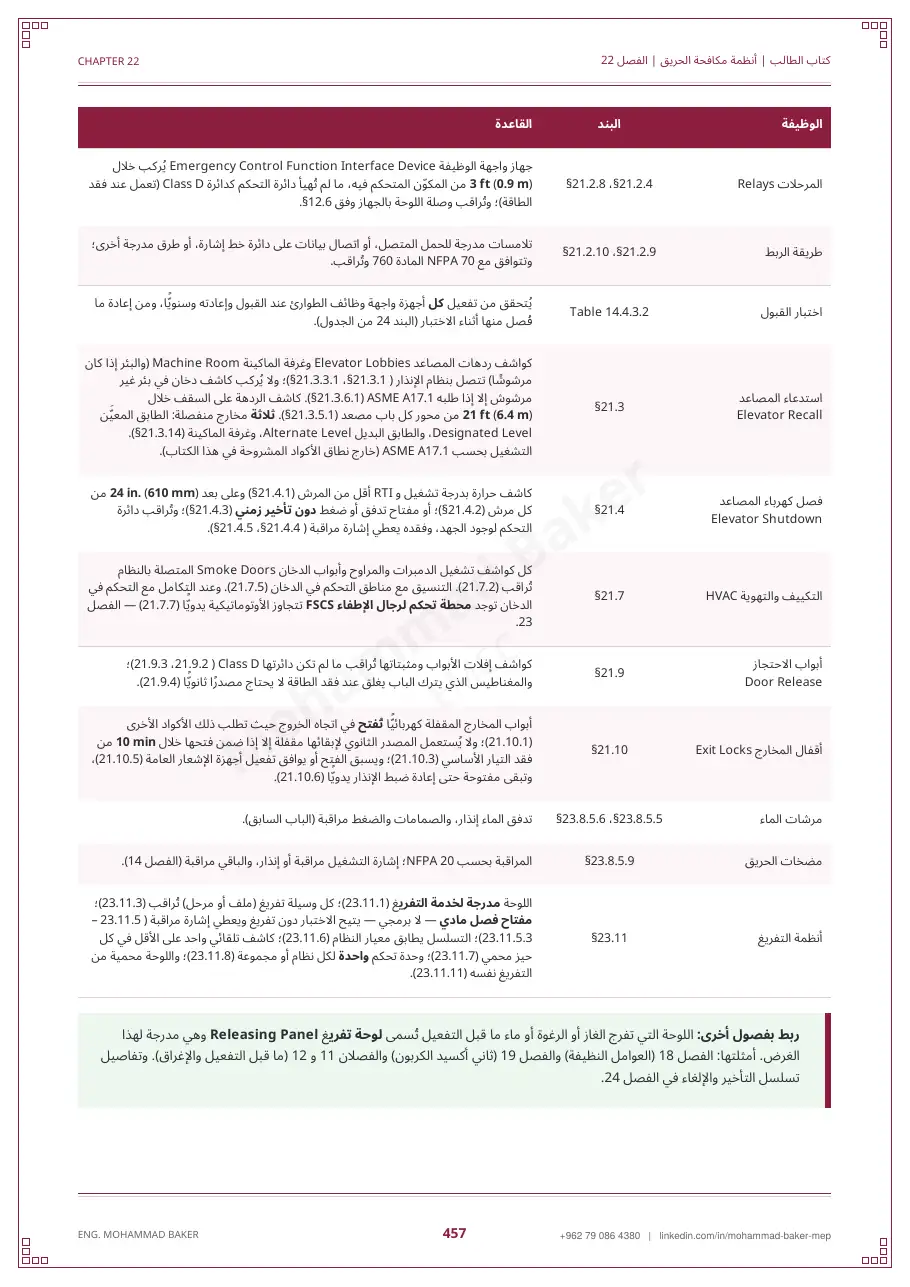 كتاب الطالب | أنظمة مكافحة الحريق | الفصل 22
CHAPTER 22
الوظيفة البند القاعدة
المرحلات Relays
§21.2.4، §21.2.8
جهاز واجهة الوظيفة Emergency Control Function Interface Device يُركب خلال
3 ft (0.9 m) من المكوّن المتحكم فيه، ما لم تُهيأ دائرة التحكم كدائرة Class D (تعمل عند فقد
الطاقة)؛ وتُراقب وصلة اللوحة بالجهاز وفق §12.6.
طريقة الربط
§21.2.9، §21.2.10
تلامسات مدرجة للحمل المتصل، أو اتصال بيانات على دائرة خط إشارة، أو طرق مدرجة أخرى؛
وتتوافق مع NFPA 70 المادة 760 وتُراقب.
اختبار القبول
Table 14.4.3.2
يُتحقق من تفعيل كل أجهزة واجهة وظائف الطوارئ عند القبول وإعادته وسنويًّا، ومن إعادة ما
فُصل منها أثناء الاختبار (البند 24 من الجدول).
استدعاء المصاعد
Elevator Recall
§21.3
كواشف ردهات المصاعد Elevator Lobbies وغرفة الماكينة Machine Room (والبئر إذا كان
مرشوشًا) تتصل بنظام الإنذار (§21.3.1، §21.3.3.1)؛ ولا يُركب كاشف دخان في بئر غير
مرشوش إلا إذا طلبه ASME A17.1 (§21.3.6.1). كاشف الردهة على السقف خلال
21 ft (6.4 m) من محور كل باب مصعد (§21.3.5.1). ثلاثة مخارج منفصلة: الطابق المعيَّن
Designated Level، والطابق البديل Alternate Level، وغرفة الماكينة (§21.3.14).
التشغيل بحسب ASME A17.1 (خارج نطاق الأكواد المشروحة في هذا الكتاب).
فصل كهرباء المصاعد
Elevator Shutdown
§21.4
كاشف حرارة بدرجة تشغيل و RTI أقل من المرش (§21.4.1) وعلى بعد 24 in. (610 mm) من
كل مرش (§21.4.2)؛ أو مفتاح تدفق أو ضغط دون تأخير زمني (§21.4.3)؛ وتُراقب دائرة
التحكم لوجود الجهد، وفقده يعطي إشارة مراقبة (§21.4.4، §21.4.5).
التكييف والتهوية HVAC
§21.7
كل كواشف تشغيل الدمبرات والمراوح وأبواب الدخان Smoke Doors المتصلة بالنظام
تُراقب (21.7.2). التنسيق مع مناطق التحكم في الدخان (21.7.5). وعند التكامل مع التحكم في
الدخان توجد محطة تحكم لرجال الإطفاء FSCS تتجاوز الأوتوماتيكية يدويًّا (21.7.7) — الفصل
23.
أبواب الاحتجاز
Door Release
§21.9
كواشف إفلات الأبواب ومثبتاتها تُراقب ما لم تكن دائرتها Class D (21.9.2، 21.9.3)؛
والمغناطيس الذي يترك الباب يغلق عند فقد الطاقة لا يحتاج مصدرًا ثانويًّا (21.9.4).
أقفال المخارج Exit Locks
§21.10
أبواب المخارج المقفلة كهربائيًّا تُفتح في اتجاه الخروج حيث تطلب ذلك الأكواد الأخرى
(21.10.1)؛ ولا يُستعمل المصدر الثانوي لإبقائها مقفلة إلا إذا ضمن فتحها خلال 10 min من
فقد التيار الأساسي (21.10.3)؛ ويسبق الفتح أو يوافق تفعيل أجهزة الإشعار العامة (21.10.5)،
وتبقى مفتوحة حتى إعادة ضبط الإنذار يدويًّا (21.10.6).
مرشات الماء
§23.8.5.5، §23.8.5.6
تدفق الماء إنذار، والصمامات والضغط مراقبة (الباب السابق).
مضخات الحريق
§23.8.5.9
المراقبة بحسب NFPA 20؛ إشارة التشغيل مراقبة أو إنذار، والباقي مراقبة (الفصل 14).
أنظمة التفريغ
§23.11
اللوحة مدرجة لخدمة التفريغ (23.11.1)؛ كل وسيلة تفريغ (ملف أو مرحل) تُراقب (23.11.3)؛
مفتاح فصل مادي — لا برمجي — يتيح الاختبار دون تفريغ ويعطي إشارة مراقبة (23.11.5 –
23.11.5.3)؛ التسلسل يطابق معيار النظام (23.11.6)؛ كاشف تلقائي واحد على الأقل في كل
حيز محمي (23.11.7)؛ وحدة تحكم واحدة لكل نظام أو مجموعة (23.11.8)؛ واللوحة محمية من
التفريغ نفسه (23.11.11).
ربط بفصول أخرى: اللوحة التي تفرج الغاز أو الرغوة أو ماء ما قبل التفعيل تُسمى لوحة تفريغ Releasing Panel وهي مدرجة لهذا
الغرض. أمثلتها: الفصل 18 (العوامل النظيفة) والفصل 19 (ثاني أكسيد الكربون) والفصلان 11 و 12 (ما قبل التفعيل والإغراق). وتفاصيل
تسلسل التأخير والإلغاء في الفصل 24.
ENG. MOHAMMAD BAKER
457
+962 79 086 4380 | linkedin.com/in/mohammad-baker-mep